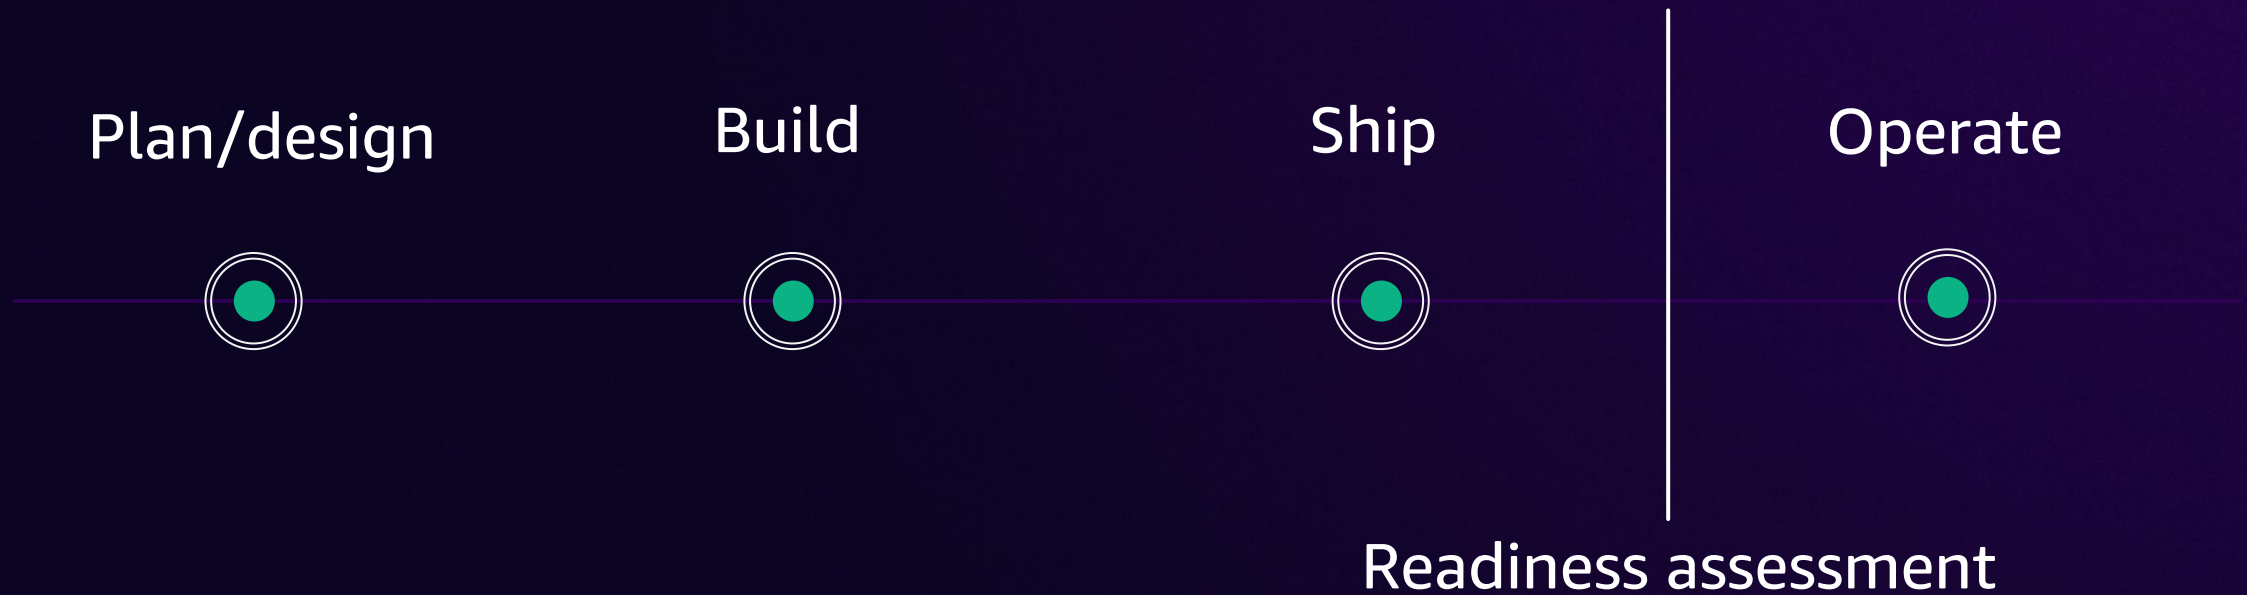 Plan/design
Build
Ship
Operate
Readiness assessment